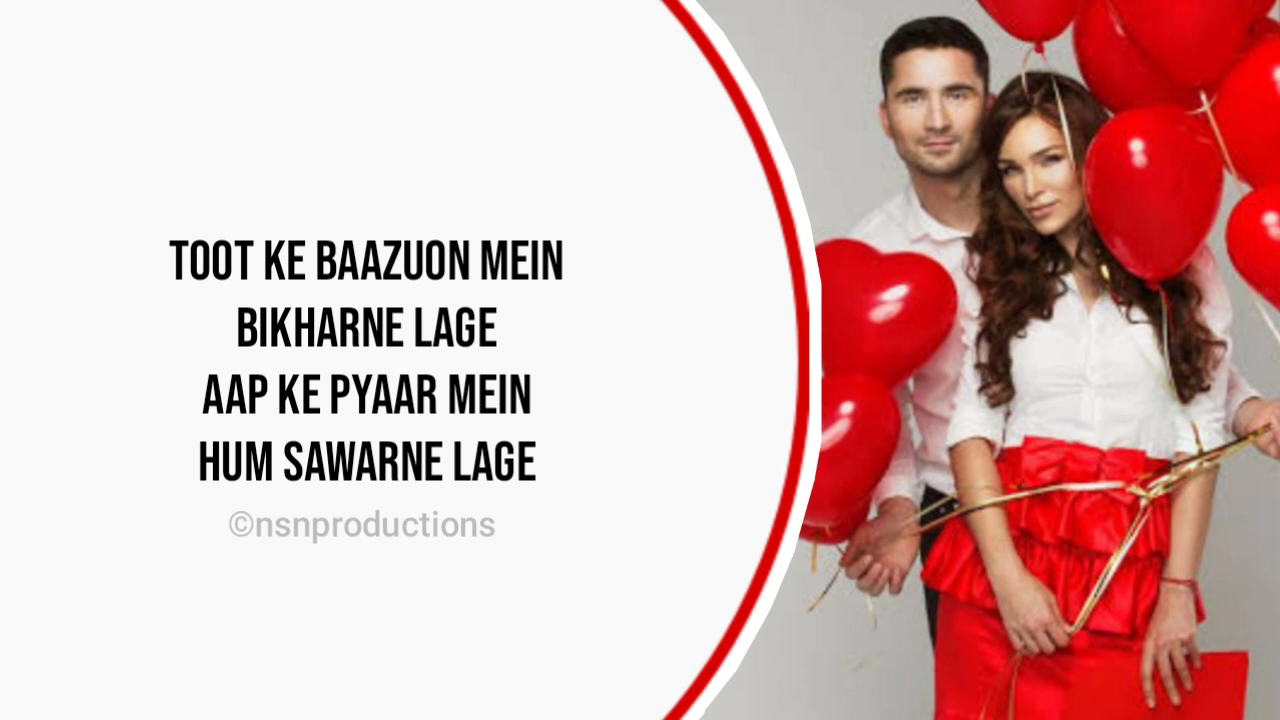 TOOT KE BAAZUON MEIN
BIKHARNE LAGE
AAP KE PYAAR MEIN
HUM SAWARNE LAGE
©nsnproductions